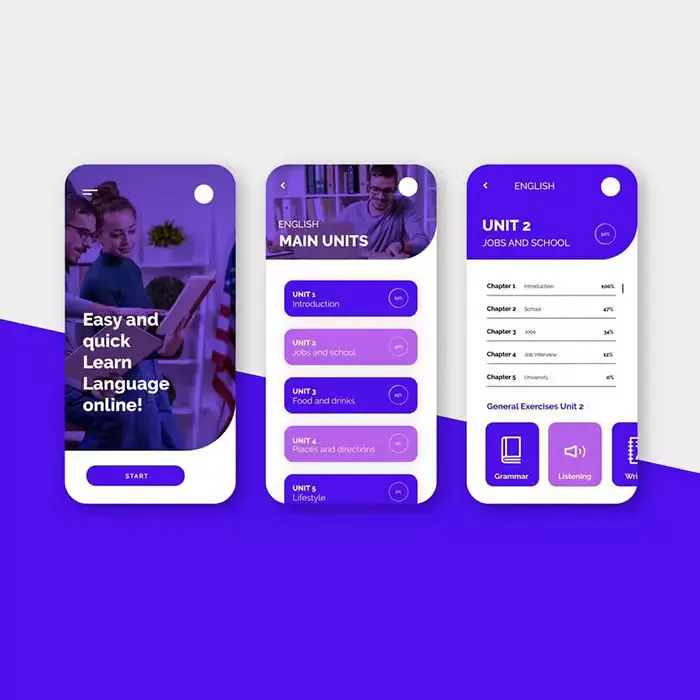 Easy and
quick
Learn
Language
online!
START
ENGLISH
MAIN UNITS
UNIT 1
Introduction
UNIT 2
Jobs and school
UNIT 3
Food and drinks
UNIT 4
Places and directions
UNIT 5
Lifestyle
ENGLISH
UNIT 2
JOBS AND SCHOOL
Chapter 1 Introduction 100%
Chapter 2 School 47%
Chapter 3 Jobs 34%
Chapter 4 Job Interview 12%
Chapter 5 University 0%
General Exercises Unit 2
Grammar
Listening
Wri